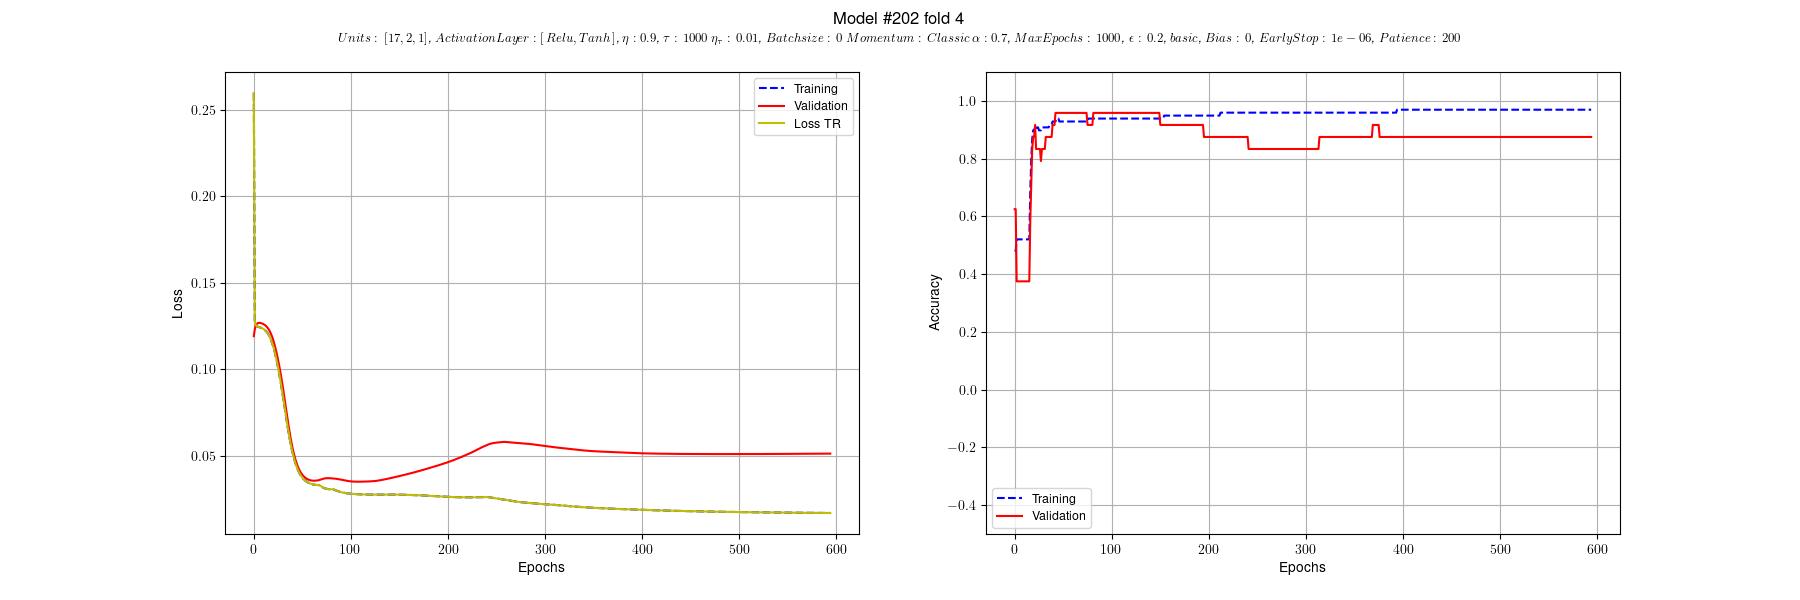 Model #202 fold 4
Units : [17, 2, 1], ActivationLayer : [ Relu, Tanh ], η : 0.9, τ : 1000 η_τ : 0.01, Batchsize : 0 Momentum : Classic α : 0.7, MaxEpochs : 1000, ϵ : 0.2, basic, Bias : 0, EarlyStop : 1e − 06, Patience : 200
Training
Validation
Loss TR
0.25
0.20
0.15
0.10
0.05
Loss
0 100 200 300 400 500 600
Epochs
1.0
0.8
0.6
0.4
0.2
0.0
−0.2
−0.4
Accuracy
Training
Validation
0 100 200 300 400 500 600
Epochs